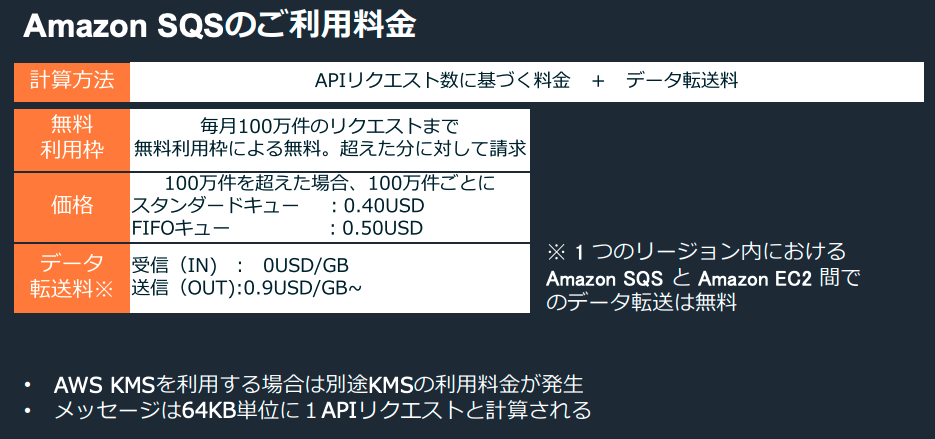 Amazon SQSのご利用料金
計算方法
APIリクエスト数に基づく料金　+　データ転送料
無料
利用枠
毎月100万件のリクエストまで
無料利用枠による無料。超えた分に対して請求
価格
100万件を超えた場合、100万件ごとに
スタンダードキュー　：0.40USD
FIFOキュー　：0.50USD
データ
転送料※
受信（IN）：　0USD/GB
送信（OUT):0.9USD/GB~
※ 1 つのリージョン内における
Amazon SQS と Amazon EC2 間で
のデータ転送は無料
• AWS KMSを利用する場合は別途KMSの利用料金が発生
• メッセージは64KB単位に１APIリクエストと計算される